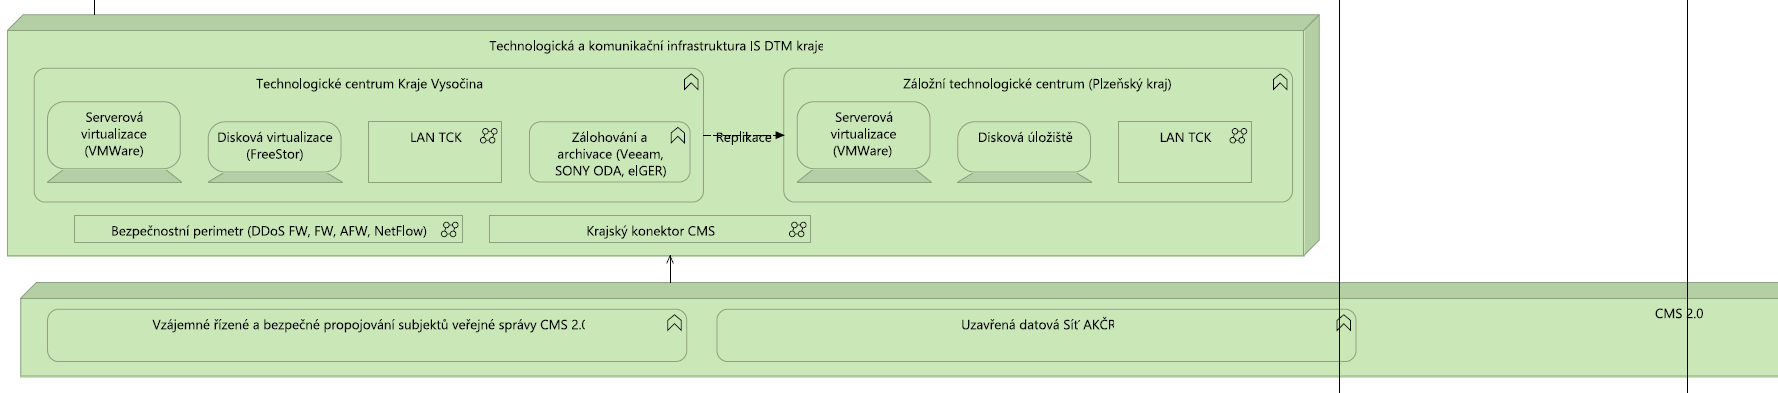 Technologická a komunikační infrastruktura IS DTM kraje
Technologické centrum Kraje Vysočina
Serverová
virtualizace
(VMWare)
Disková virtualizace
(FreeStor)
LAN TCK
Zálohování a
archivace (Veeam,
SONY ODA, elGER)
Replikace
Záložní technologické centrum (Plzeňský kraj)
Serverová
virtualizace
(VMWare)
Disková úložiště
LAN TCK
Bezpečnostní perimetr (DDoS FW, FW, AFW, NetFlow)
Krajský konektor CMS
CMS 2.0
Vzájemné řízené a bezpečné propojování subjektů veřejné správy CMS 2.0
Uzavřená datová Síť AKČR